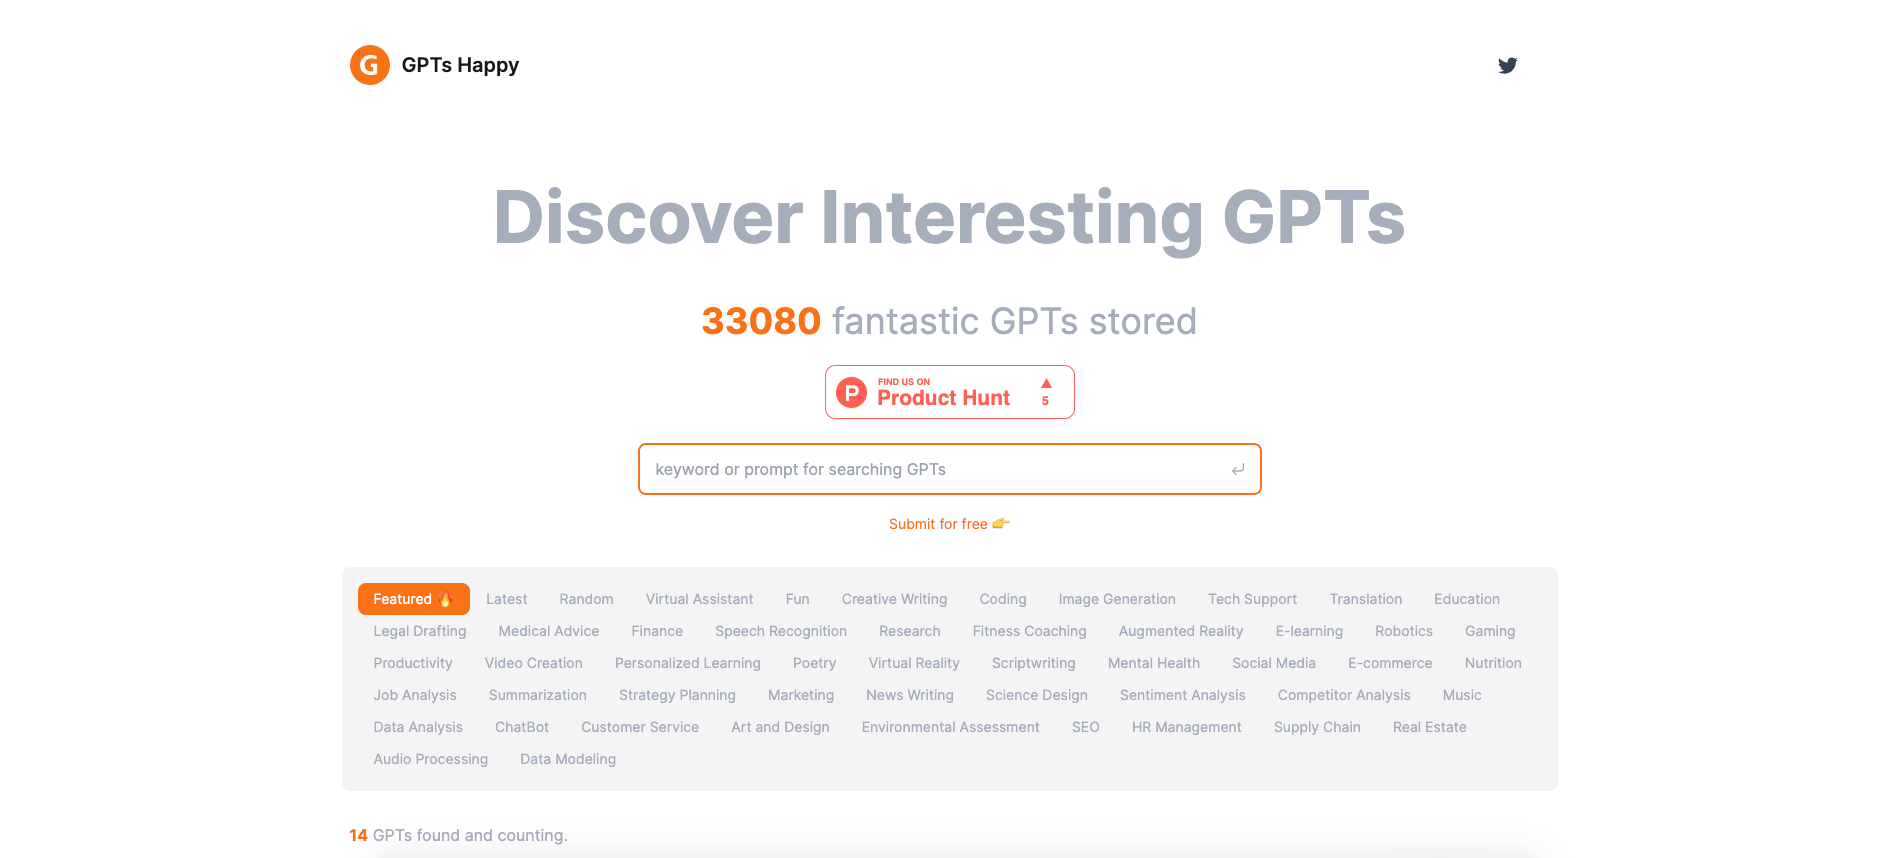 G GPTs Happy
Discover Interesting GPTs
33080 fantastic GPTs stored
P FIND US ON
Product Hunt
▲
5
keyword or prompt for searching GPTs
Submit for free 👉
Featured 🔥 Latest Random Virtual Assistant Fun Creative Writing Coding Image Generation Tech Support Translation Education
Legal Drafting Medical Advice Finance Speech Recognition Research Fitness Coaching Augmented Reality E-learning Robotics Gaming
Productivity Video Creation Personalized Learning Poetry Virtual Reality Scriptwriting Mental Health Social Media E-commerce Nutrition
Job Analysis Summarization Strategy Planning Marketing News Writing Science Design Sentiment Analysis Competitor Analysis Music
Data Analysis ChatBot Customer Service Art and Design Environmental Assessment SEO HR Management Supply Chain Real Estate
Audio Processing Data Modeling
14 GPTs found and counting.